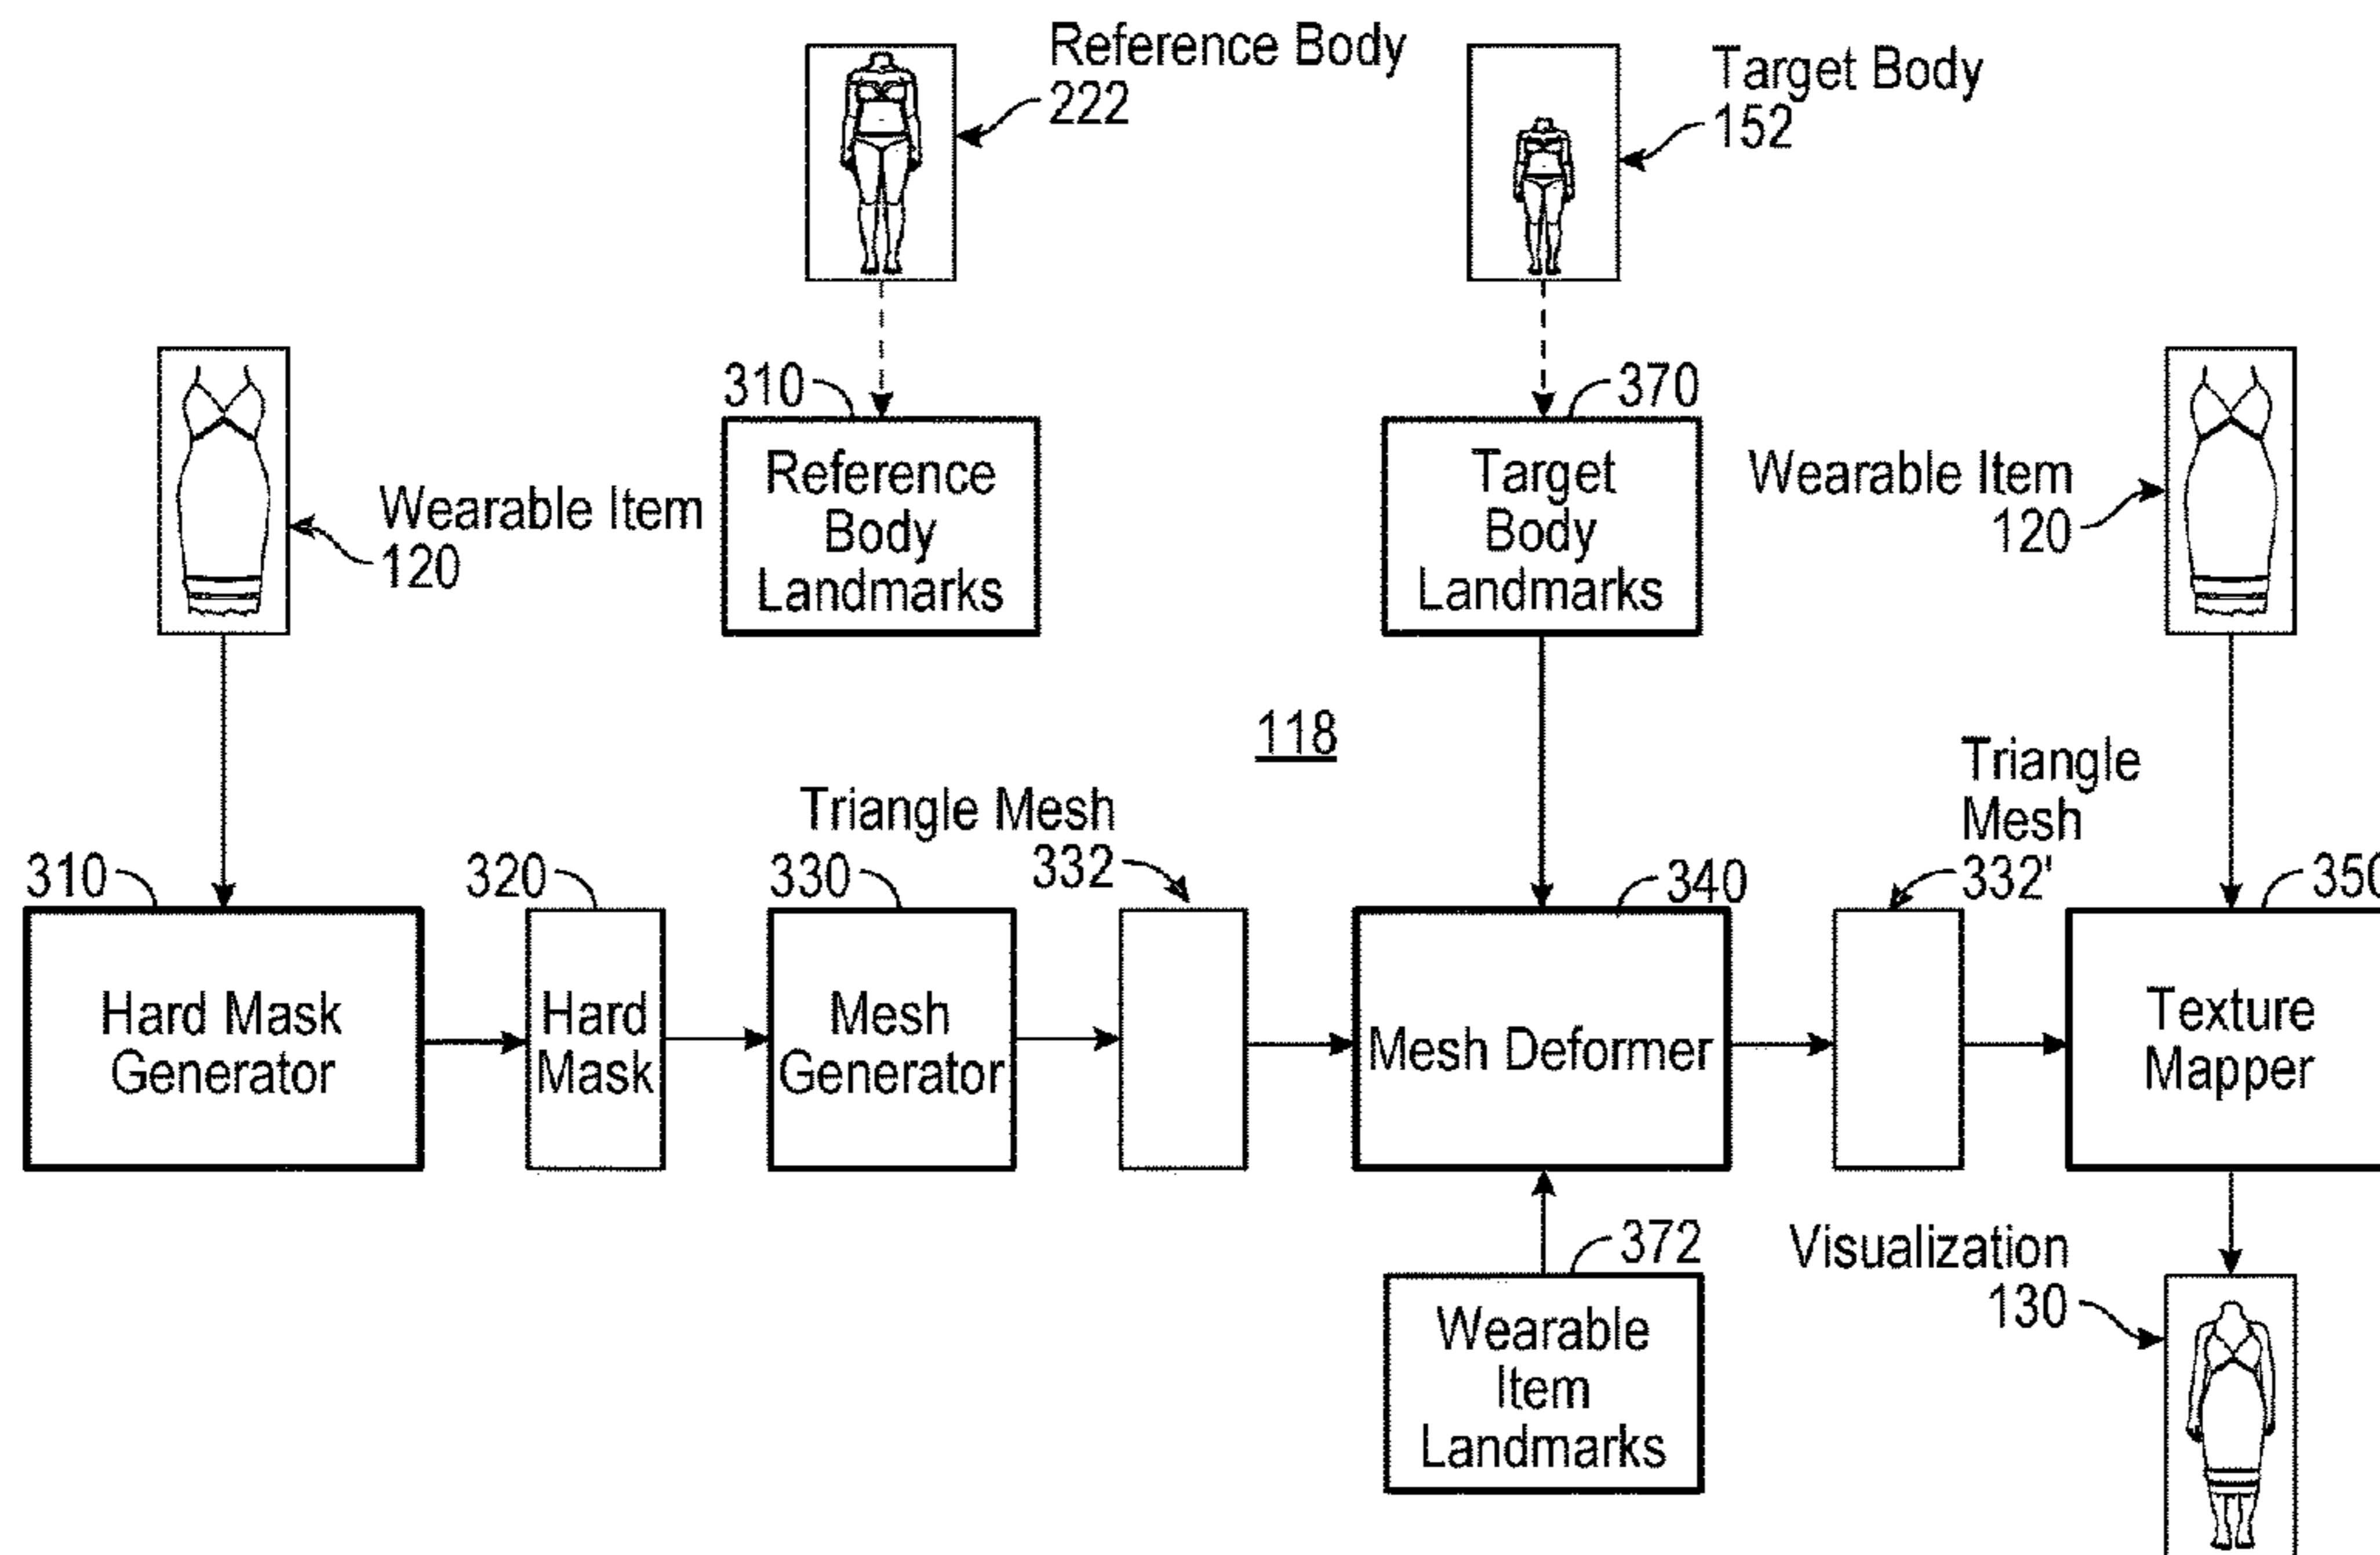 Reference Body
222
Target Body
152
310
370
Reference
Body
Landmarks
Target
Body
Landmarks
Wearable Item
120
Wearable Item
120
118
Triangle Mesh
332
Triangle
Mesh
332'
310
320
330
340
350
Hard Mask
Generator
Hard
Mask
Mesh
Generator
Mesh Deformer
Texture
Mapper
372
Wearable
Item
Landmarks
Visualization
130